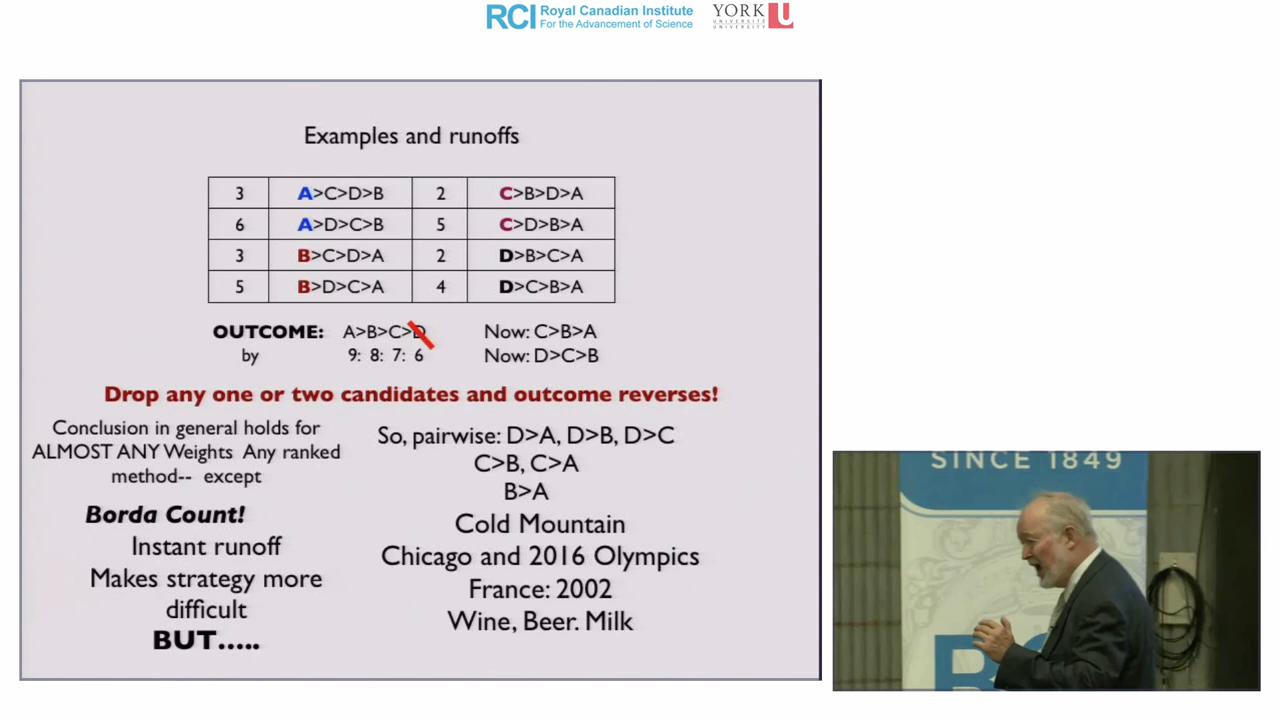 RCI Royal Canadian Institute
For the Advancement of Science
YORK U
UNIVERSITÉ
UNIVERSITY
Examples and runoffs
3 A>C>D>B 2 C>B>D>A
6 A>D>C>B 5 C>D>B>A
3 B>C>D>A 2 D>B>C>A
5 B>D>C>A 4 D>C>B>A
OUTCOME: A>B>C>D Now: C>B>A
by 9: 8: 7: 6 Now: D>C>B
Drop any one or two candidates and outcome reverses!
Conclusion in general holds for
ALMOST ANY Weights Any ranked
method-- except
Borda Count!
Instant runoff
Makes strategy more
difficult
BUT.....
So, pairwise: D>A, D>B, D>C
C>B, C>A
B>A
Cold Mountain
Chicago and 2016 Olympics
France: 2002
Wine, Beer. Milk
SINCE 1849